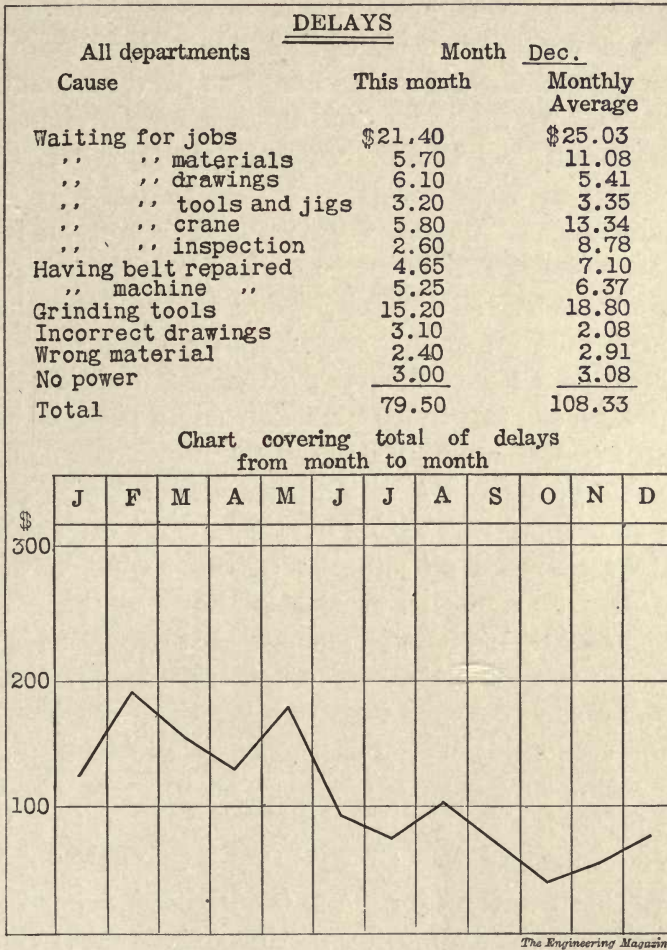 DELAYS
All departments Month Dec.
Cause This month Monthly
Average
Waiting for jobs $21.40 $25.03
,, ,, materials 5.70 11.08
,, ,, drawings 6.10 5.41
,, ,, tools and jigs 3.20 3.35
,, ,, crane 5.80 13.34
,, ,, inspection 2.60 8.78
Having belt repaired 4.65 7.10
,, machine ,, 5.25 6.37
Grinding tools 15.20 18.80
Incorrect drawings 3.10 2.08
Wrong material 2.40 2.91
No power 3.00 3.08
Total 79.50 108.33
Chart covering total of delays
from month to month
J F M A M J J A S O N D
$
300
200
100
The Engineering Magazin